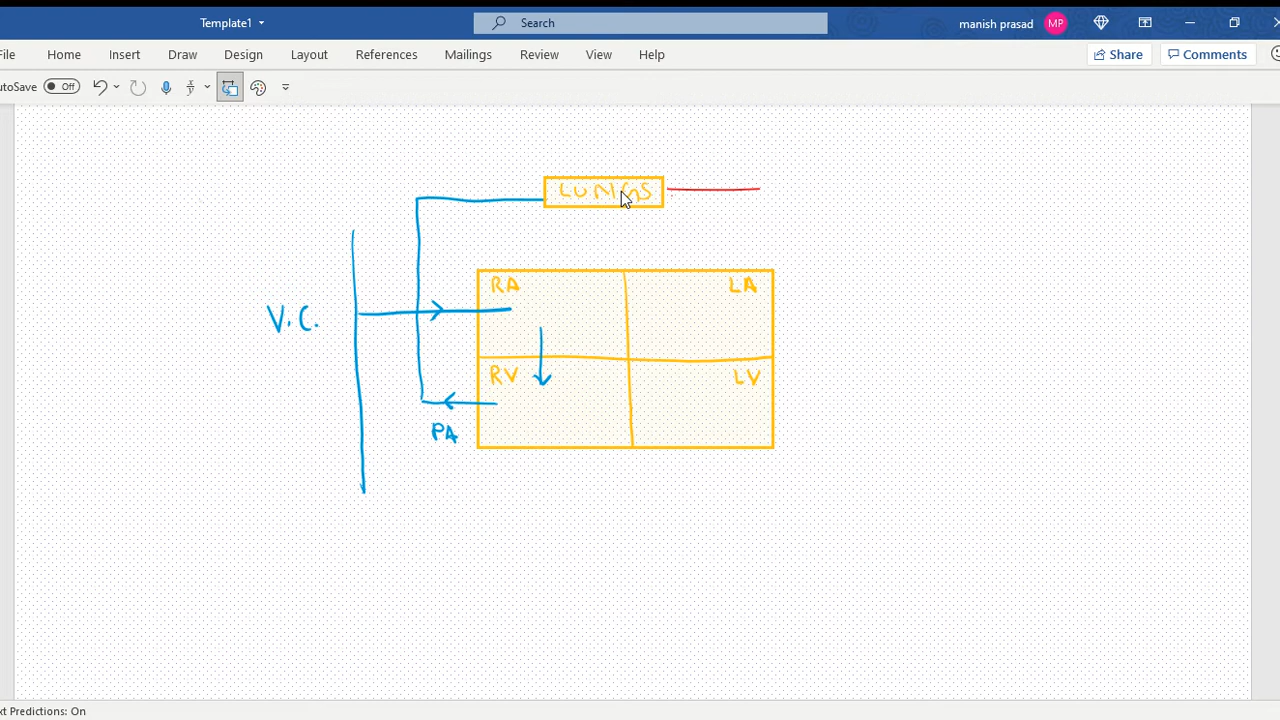 Template1
Search
manish prasad MP
File Home Insert Draw Design Layout References Mailings Review View Help
Share Comments
AutoSave Off
x/y
LUNGS
RA LA
V.C.
RV LV
PA
Text Predictions: On